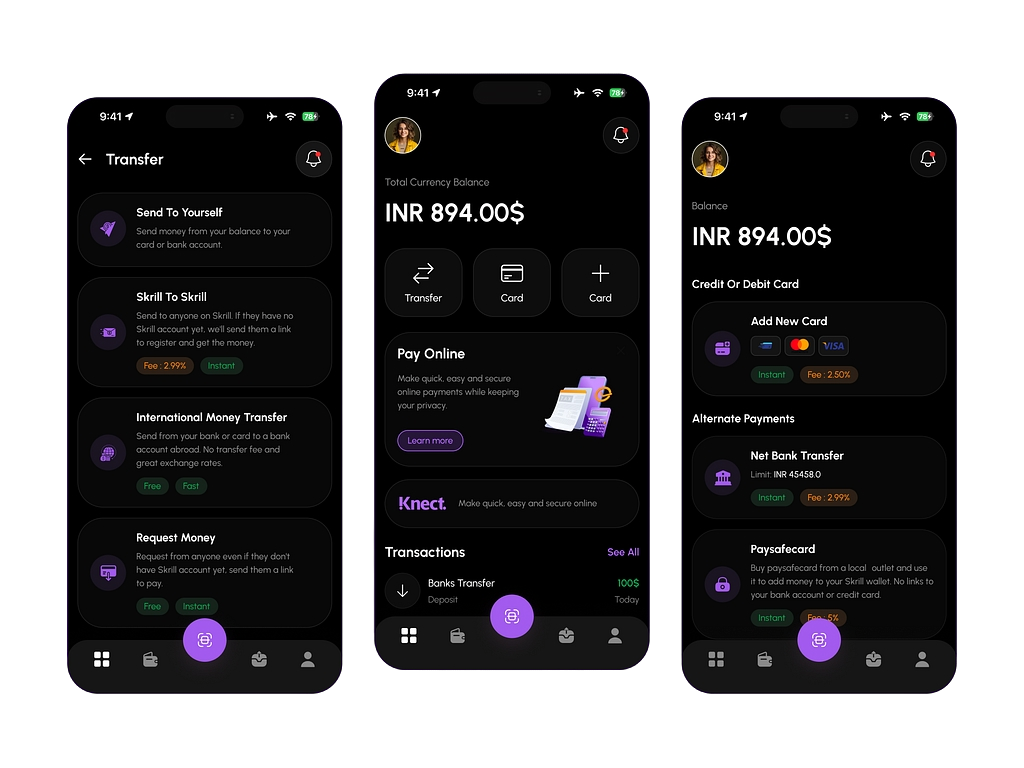 9:41
78
Transfer
Send To Yourself
Send money from your balance to your
card or bank account.
Skrill To Skrill
Send to anyone on Skrill. If they have no
Skrill account yet, we'll send them a link
to register and get the money.
Fee : 2.99%
Instant
International Money Transfer
Send from your bank or card to a bank
account abroad. No transfer fee and
great exchange rates.
Free
Fast
Request Money
Request from anyone even if they don't
have Skrill account yet, send them a link
to pay.
Free
Instant
9:41
78
Total Currency Balance
INR 894.00$
Transfer
Card
Card
Pay Online
Make quick, easy and secure
online payments while keeping
your privacy.
Learn more
Knect.
Make quick, easy and secure online
Transactions
See All
Banks Transfer
100$
Deposit
Today
9:41
78
Balance
INR 894.00$
Credit Or Debit Card
Add New Card
VISA
Instant
Fee : 2.50%
Alternate Payments
Net Bank Transfer
Limit: INR 45458.0
Instant
Fee : 2.99%
Paysafecard
Buy paysafecard from a local outlet and use
it to add money to your Skrill wallet. No links to
your bank account or credit card.
Instant
Fee : 5%